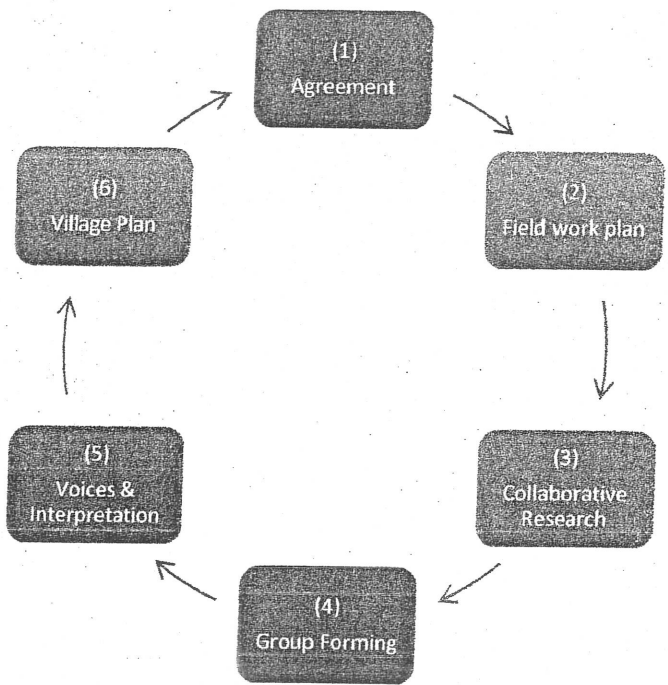 (1)
Agreement
(2)
Field work plan
(3)
Collaborative
Research
(4)
Group Forming
(5)
Voices &
Interpretation
(6)
Village Plan